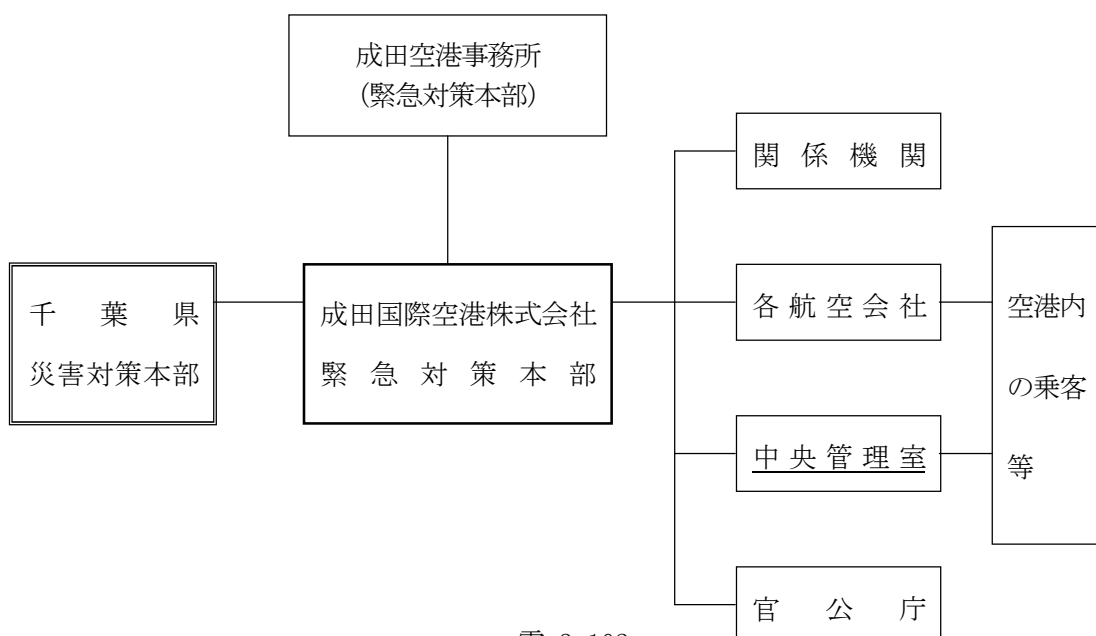 成田空港事務所
(緊急対策本部)
関係機関
千葉県
災害対策本部
成田国際空港株式会社
緊急対策本部
各航空会社
中央管理室
空港内
の乗客
等
官公庁